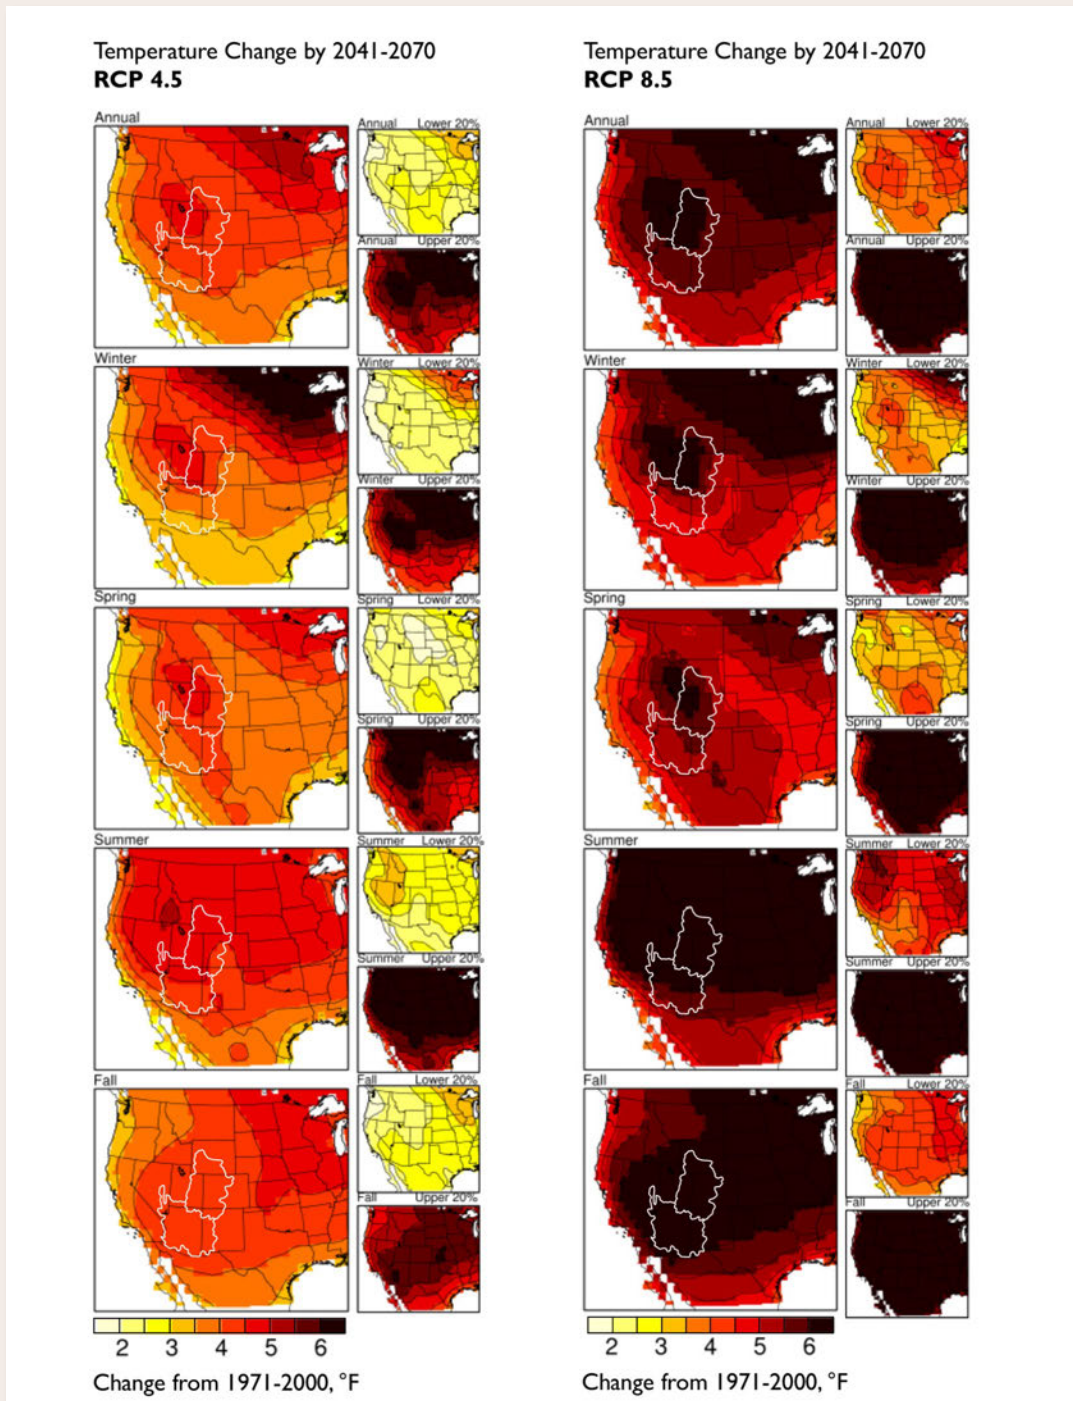 Temperature Change by 2041-2070
RCP 4.5
Annual
Annual Lower 20%
Annual Upper 20%
Winter
Winter Lower 20%
Winter Upper 20%
Spring
Spring Lower 20%
Spring Upper 20%
Summer
Summer Lower 20%
Summer Upper 20%
Fall
Fall Lower 20%
Fall Upper 20%
2 3 4 5 6
Change from 1971-2000, °F
Temperature Change by 2041-2070
RCP 8.5
Annual
Annual Lower 20%
Annual Upper 20%
Winter
Winter Lower 20%
Winter Upper 20%
Spring
Spring Lower 20%
Spring Upper 20%
Summer
Summer Lower 20%
Summer Upper 20%
Fall
Fall Lower 20%
Fall Upper 20%
2 3 4 5 6
Change from 1971-2000, °F